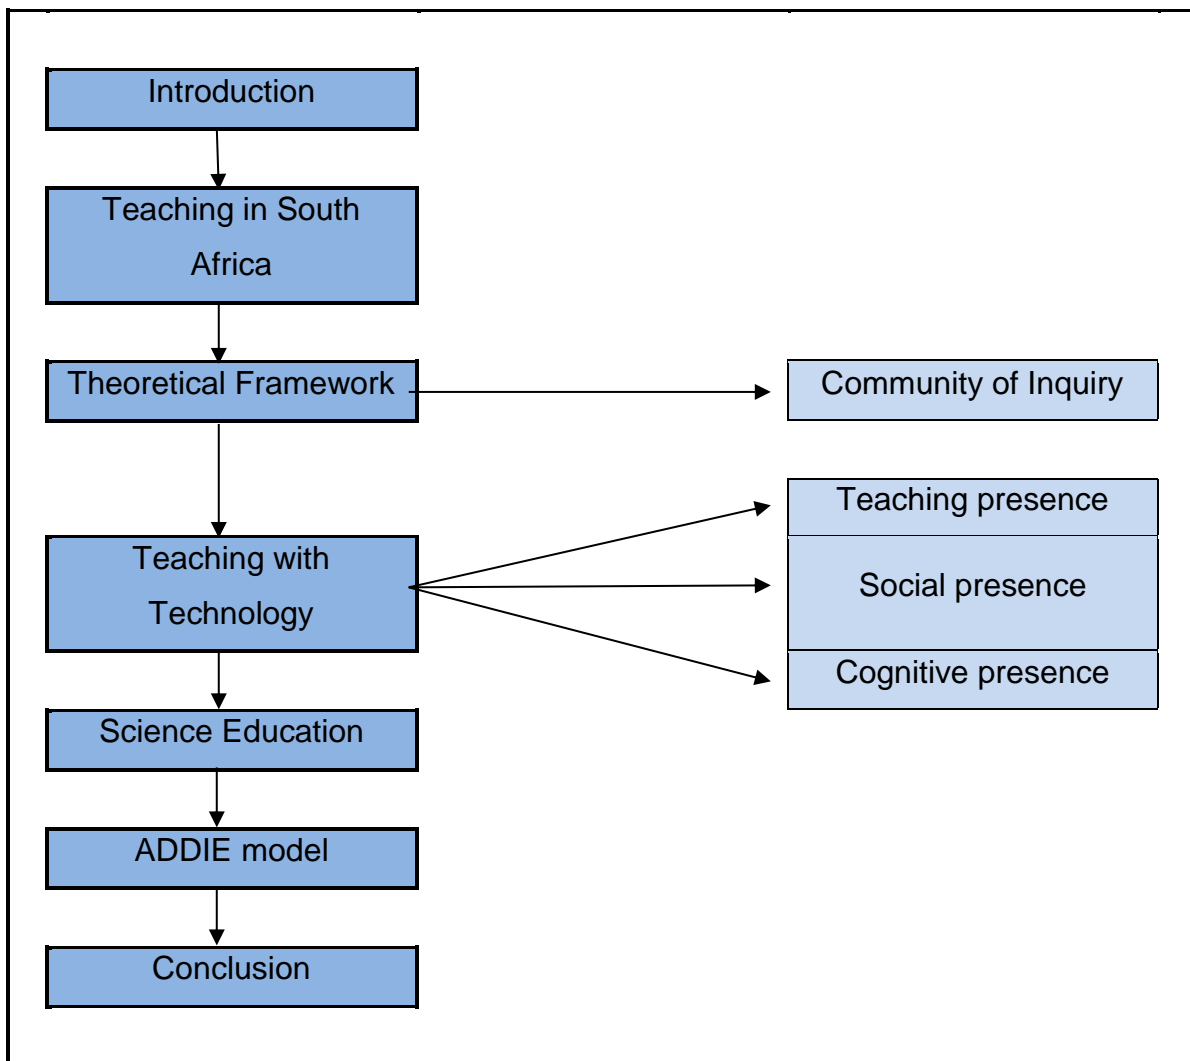 Introduction
Teaching in South
Africa
Theoretical Framework
Community of Inquiry
Teaching with
Technology
Teaching presence
Social presence
Cognitive presence
Science Education
ADDIE model
Conclusion